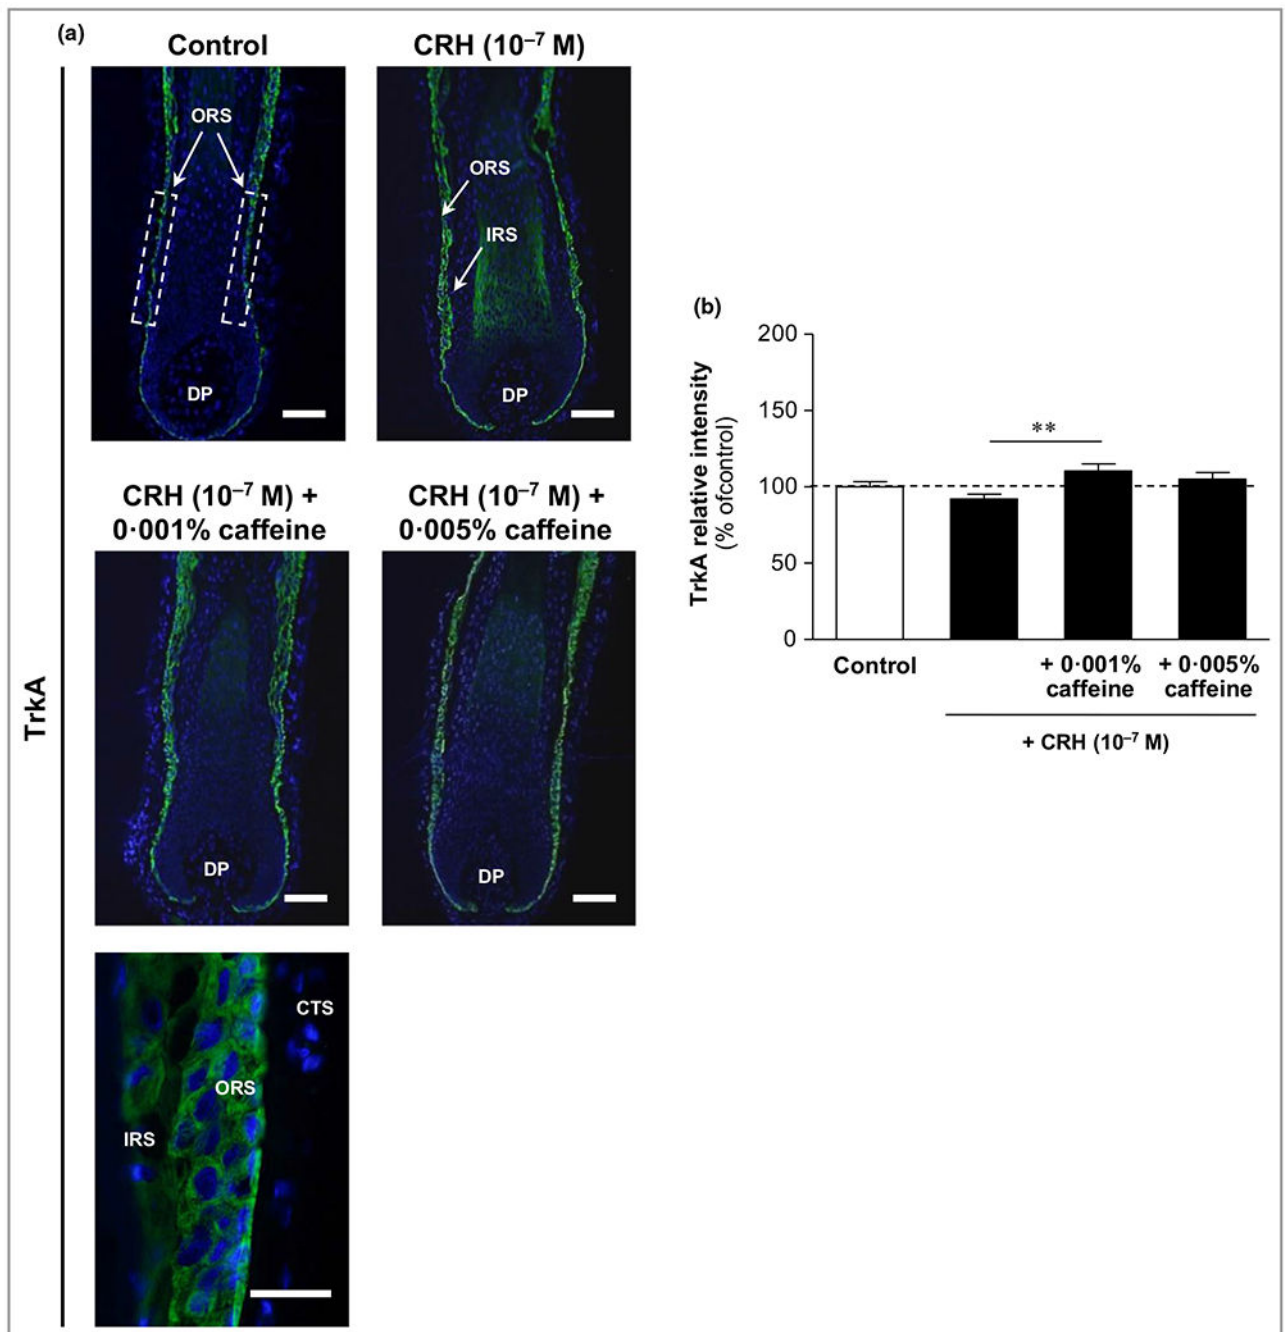 (a)
Control
CRH (10⁻⁷ M)
ORS
DP
ORS
IRS
DP
CRH (10⁻⁷ M) +
0·001% caffeine
CRH (10⁻⁷ M) +
0·005% caffeine
DP
DP
CTS
ORS
IRS
TrkA
(b)
TrkA relative intensity
(% ofcontrol)
200
150
100
50
0
**
Control
+ 0·001%
caffeine
+ 0·005%
caffeine
+ CRH (10⁻⁷ M)